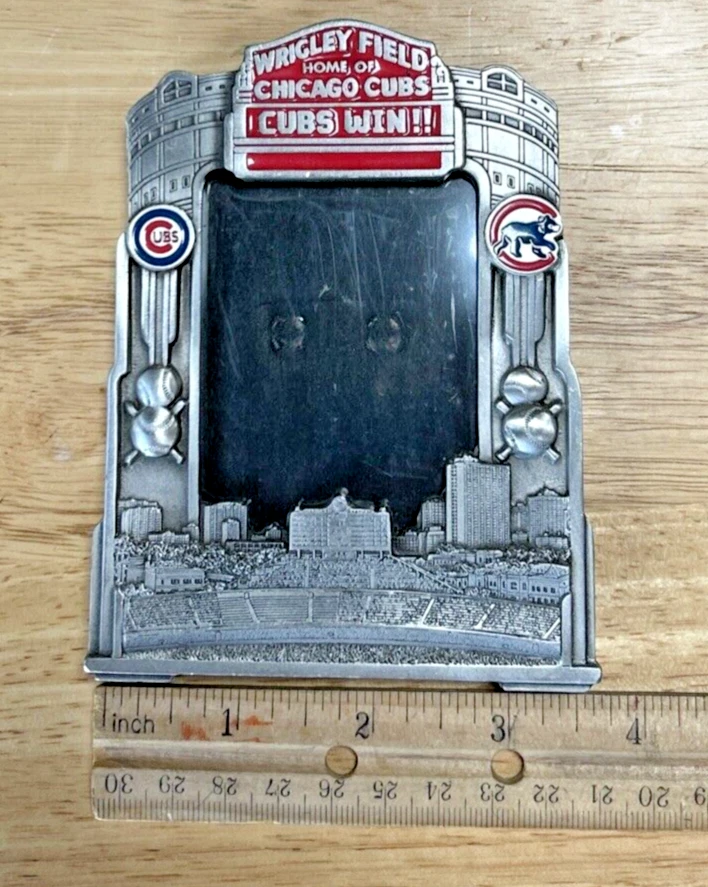 WRIGLEY FIELD
HOME OF
CHICAGO CUBS
CUBS WIN!!
CUBS
inch 1 2 3 4
30 29 28 27 26 25 24 23 22 21 20 9